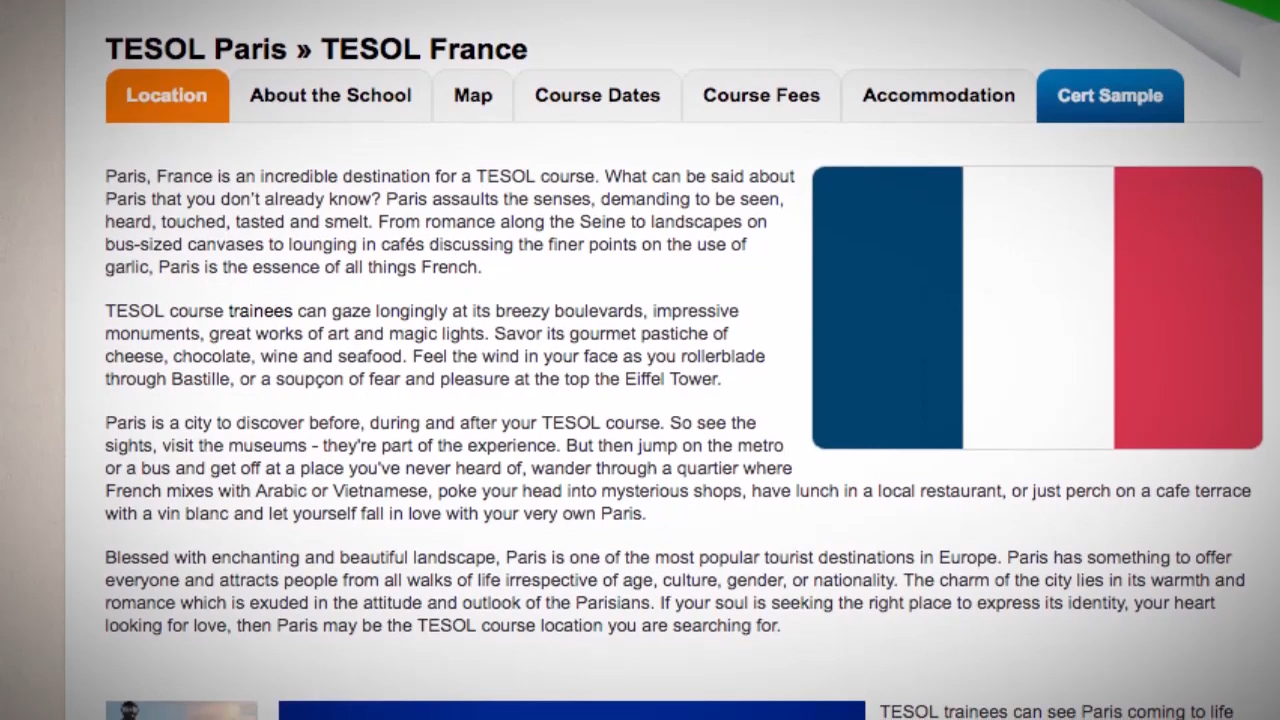 TESOL Paris » TESOL France
Location About the School Map Course Dates Course Fees Accommodation Cert Sample
Paris, France is an incredible destination for a TESOL course. What can be said about
Paris that you don't already know? Paris assaults the senses, demanding to be seen,
heard, touched, tasted and smelt. From romance along the Seine to landscapes on
bus-sized canvases to lounging in cafés discussing the finer points on the use of
garlic, Paris is the essence of all things French.
TESOL course trainees can gaze longingly at its breezy boulevards, impressive
monuments, great works of art and magic lights. Savor its gourmet pastiche of
cheese, chocolate, wine and seafood. Feel the wind in your face as you rollerblade
through Bastille, or a soupçon of fear and pleasure at the top the Eiffel Tower.
Paris is a city to discover before, during and after your TESOL course. So see the
sights, visit the museums - they're part of the experience. But then jump on the metro
or a bus and get off at a place you've never heard of, wander through a quartier where
French mixes with Arabic or Vietnamese, poke your head into mysterious shops, have lunch in a local restaurant, or just perch on a cafe terrace
with a vin blanc and let yourself fall in love with your very own Paris.
Blessed with enchanting and beautiful landscape, Paris is one of the most popular tourist destinations in Europe. Paris has something to offer
everyone and attracts people from all walks of life irrespective of age, culture, gender, or nationality. The charm of the city lies in its warmth and
romance which is exuded in the attitude and outlook of the Parisians. If your soul is seeking the right place to express its identity, your heart
looking for love, then Paris may be the TESOL course location you are searching for.
TESOL trainees can see Paris coming to life